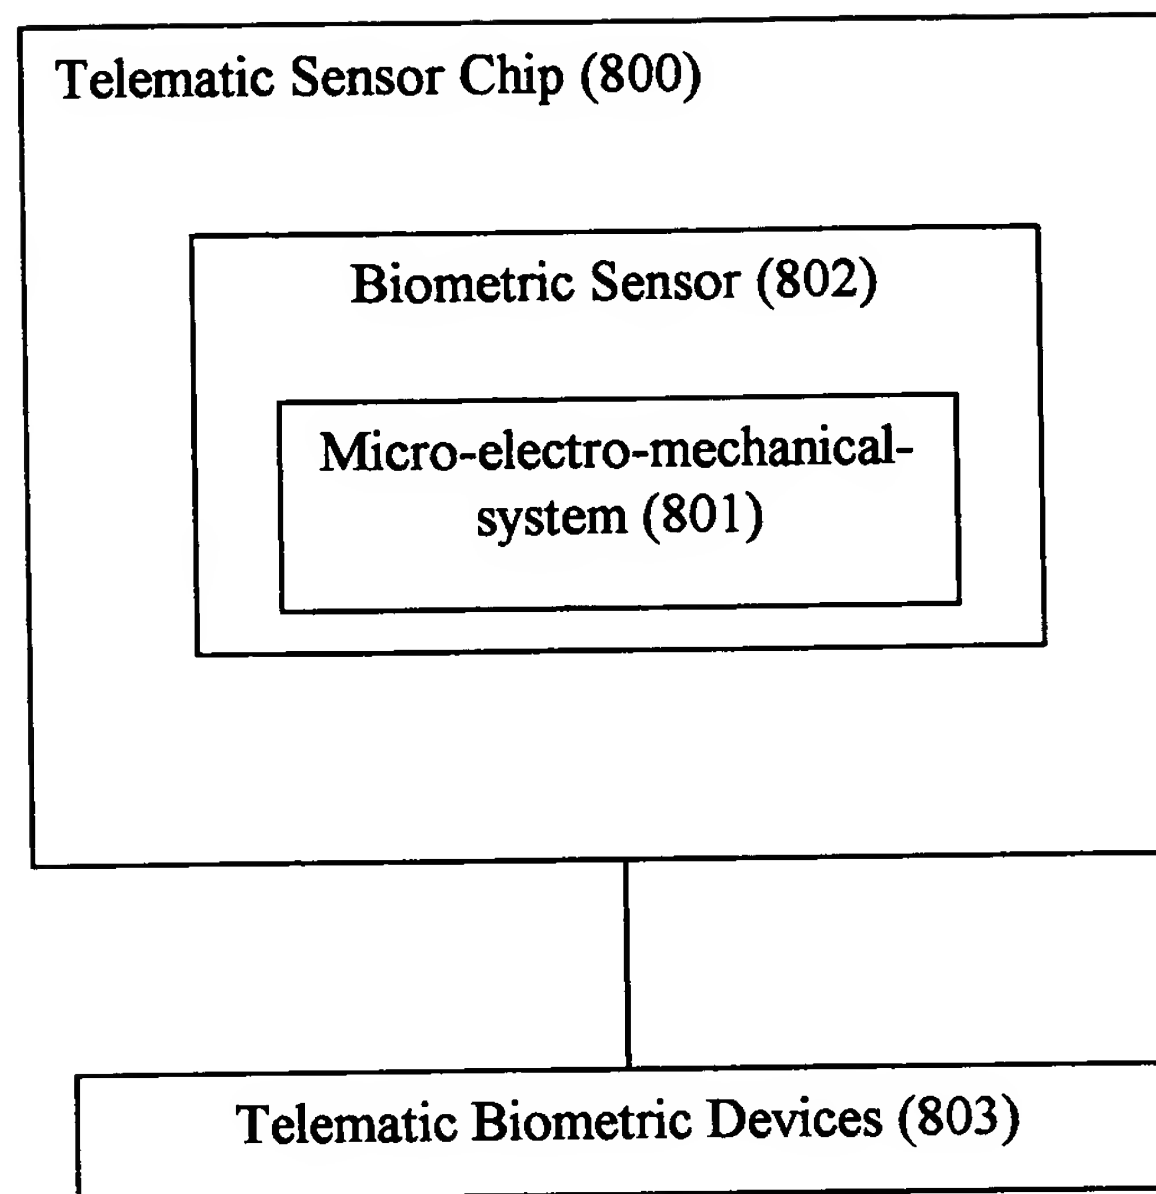 Telematic Sensor Chip (800)
Biometric Sensor (802)
Micro-electro-mechanical-
system (801)
Telematic Biometric Devices (803)